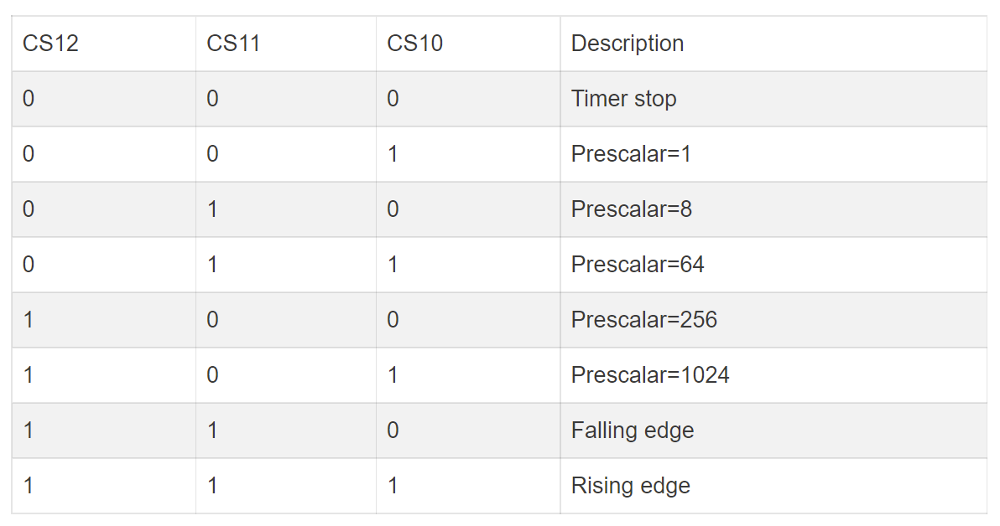 CS12 CS11 CS10 Description
0 0 0 Timer stop
0 0 1 Prescalar=1
0 1 0 Prescalar=8
0 1 1 Prescalar=64
1 0 0 Prescalar=256
1 0 1 Prescalar=1024
1 1 0 Falling edge
1 1 1 Rising edge